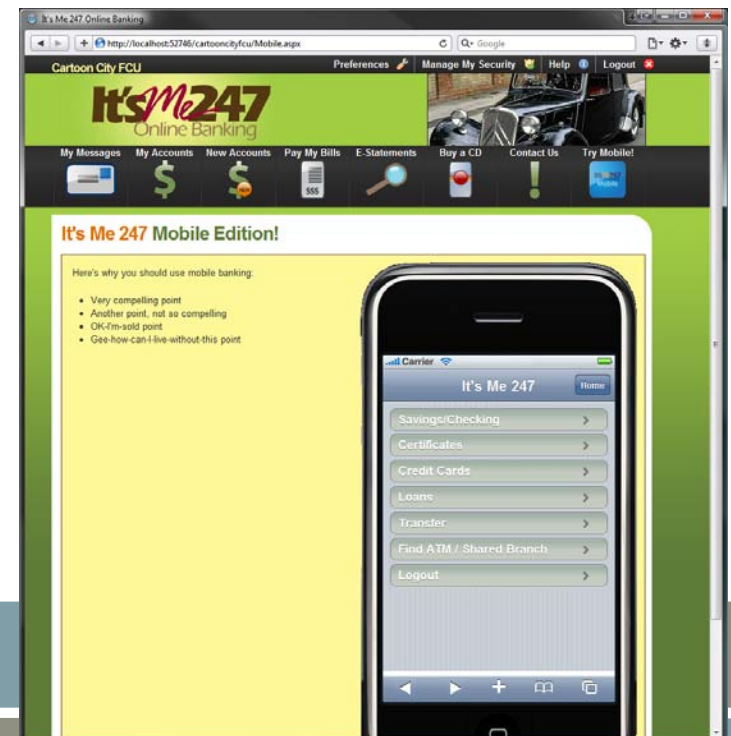 It's Me 247 Online Banking
http://localhost:52746/cartooncityfcu/Mobile.aspx
Google
Cartoon City FCU
Preferences
Manage My Security
Help
Logout
It'sMe247
Online Banking
My Messages
My Accounts
New Accounts
Pay My Bills
E-Statements
Buy a CD
Contact Us
Try Mobile!
$
$
NEW
$$$
!
Mobile
It's Me 247 Mobile Edition!
Here's why you should use mobile banking:
Very compelling point
Another point, not so compelling
OK-I'm-sold point
Gee-how-can-I-live-without-this point
Carrier
It's Me 247
Home
Savings/Checking
Certificates
Credit Cards
Loans
Transfer
Find ATM / Shared Branch
Logout